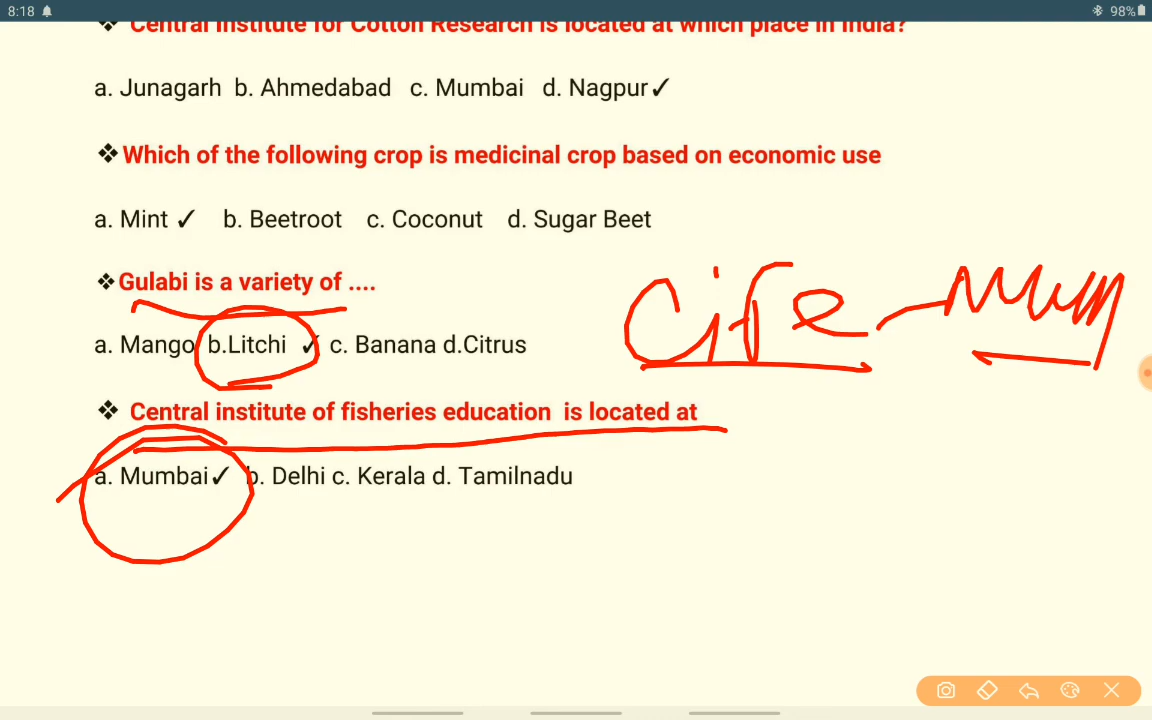 8:18 98%
Central Institute for Cotton Research is located at which place in India?
a. Junagarh b. Ahmedabad c. Mumbai d. Nagpur✓
❖Which of the following crop is medicinal crop based on economic use
a. Mint ✓ b. Beetroot c. Coconut d. Sugar Beet
❖Gulabi is a variety of ....
a. Mango b.Litchi ✓ c. Banana d.Citrus
Cife - Mum
❖ Central institute of fisheries education is located at
a. Mumbai✓ b. Delhi c. Kerala d. Tamilnadu